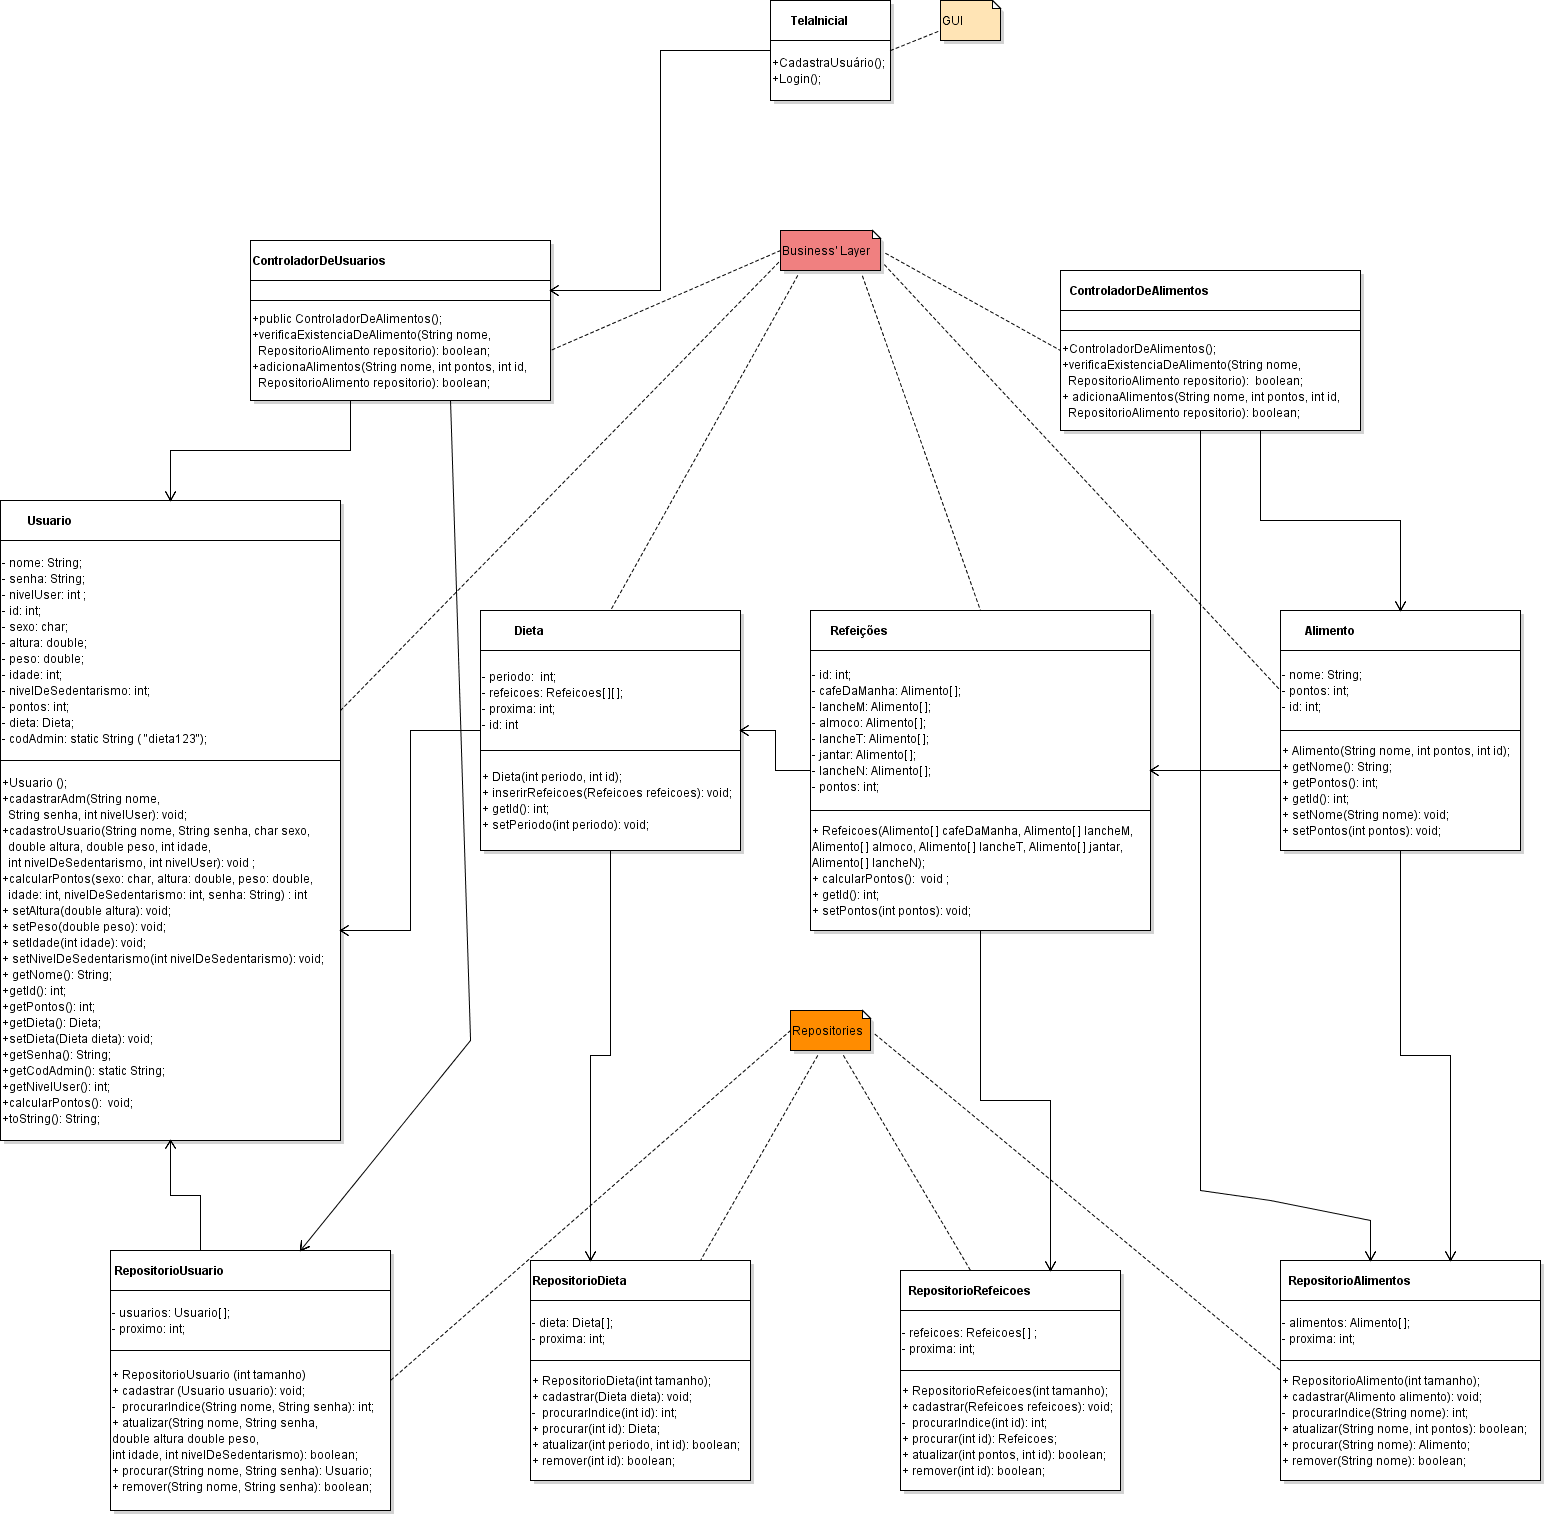 TelaInicial
+CadastraUsuário();
+Login();
GUI
Business' Layer
ControladorDeUsuarios
+public ControladorDeAlimentos();
+verificaExistenciaDeAlimento(String nome,
RepositorioAlimento repositorio): boolean;
+adicionaAlimentos(String nome, int pontos, int id,
RepositorioAlimento repositorio): boolean;
ControladorDeAlimentos
+ControladorDeAlimentos();
+verificaExistenciaDeAlimento(String nome,
RepositorioAlimento repositorio):  boolean;
+ adicionaAlimentos(String nome, int pontos, int id,
RepositorioAlimento repositorio): boolean;
Usuario
- nome: String;
- senha: String;
- nivelUser: int ;
- id: int;
- sexo: char;
- altura: double;
- peso: double;
- idade: int;
- nivelDeSedentarismo: int;
- pontos: int;
- dieta: Dieta;
- codAdmin: static String ( "dieta123");
+Usuario ();
+cadastrarAdm(String nome,
String senha, int nivelUser): void;
+cadastroUsuario(String nome, String senha, char sexo,
double altura, double peso, int idade,
int nivelDeSedentarismo, int nivelUser): void ;
+calcularPontos(sexo: char, altura: double, peso: double,
idade: int, nivelDeSedentarismo: int, senha: String) : int
+ setAltura(double altura): void;
+ setPeso(double peso): void;
+ setIdade(int idade): void;
+ setNivelDeSedentarismo(int nivelDeSedentarismo): void;
+ getNome(): String;
+getId(): int;
+getPontos(): int;
+getDieta(): Dieta;
+setDieta(Dieta dieta): void;
+getSenha(): String;
+getCodAdmin(): static String;
+getNivelUser(): int;
+calcularPontos():  void;
+toString(): String;
Dieta
- periodo:  int;
- refeicoes: Refeicoes[][];
- proxima: int;
- id: int
+ Dieta(int periodo, int id);
+ inserirRefeicoes(Refeicoes refeicoes): void;
+ getId(): int;
+ setPeriodo(int periodo): void;
Refeições
- id: int;
- cafeDaManha: Alimento[];
- lancheM: Alimento[];
- almoco: Alimento[];
- lancheT: Alimento[];
- jantar: Alimento[];
- lancheN: Alimento[];
- pontos: int;
+ Refeicoes(Alimento[] cafeDaManha, Alimento[] lancheM,
Alimento[] almoco, Alimento[] lancheT, Alimento[] jantar,
Alimento[] lancheN);
+ calcularPontos():  void ;
+ getId(): int;
+ setPontos(int pontos): void;
Alimento
- nome: String;
- pontos: int;
- id: int;
+ Alimento(String nome, int pontos, int id);
+ getNome(): String;
+ getPontos(): int;
+ getId(): int;
+ setNome(String nome): void;
+ setPontos(int pontos): void;
Repositories
RepositorioUsuario
- usuarios: Usuario[];
- proximo: int;
+ RepositorioUsuario (int tamanho)
+ cadastrar (Usuario usuario): void;
-  procurarIndice(String nome, String senha): int;
+ atualizar(String nome, String senha,
double altura double peso,
int idade, int nivelDeSedentarismo): boolean;
+ procurar(String nome, String senha): Usuario;
+ remover(String nome, String senha): boolean;
RepositorioDieta
- dieta: Dieta[];
- proxima: int;
+ RepositorioDieta(int tamanho);
+ cadastrar(Dieta dieta): void;
-  procurarIndice(int id): int;
+ procurar(int id): Dieta;
+ atualizar(int periodo, int id): boolean;
+ remover(int id): boolean;
RepositorioRefeicoes
- refeicoes: Refeicoes[] ;
- proxima: int;
+ RepositorioRefeicoes(int tamanho);
+ cadastrar(Refeicoes refeicoes): void;
-  procurarIndice(int id): int;
+ procurar(int id): Refeicoes;
+ atualizar(int pontos, int id): boolean;
+ remover(int id): boolean;
RepositorioAlimentos
- alimentos: Alimento[];
- proxima: int;
+ RepositorioAlimento(int tamanho);
+ cadastrar(Alimento alimento): void;
-  procurarIndice(String nome): int;
+ atualizar(String nome, int pontos): boolean;
+ procurar(String nome): Alimento;
+ remover(String nome): boolean;